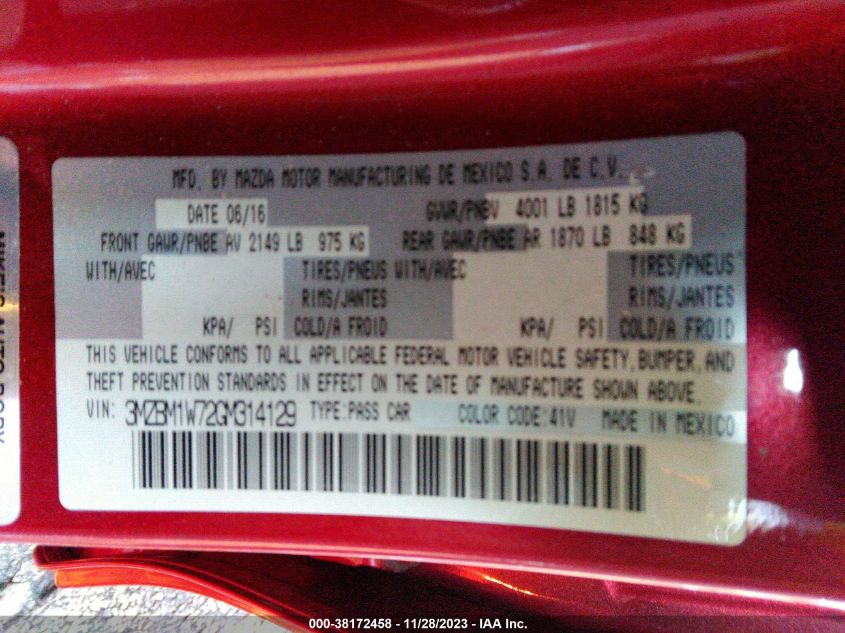 MFD. BY MAZDA MOTOR MANUFACTURING DE MEXICO S.A. DE C.V.
DATE 06/16 GVWR/PNBV 4001 LB 1815 KG
FRONT GAWR/PNBE AV 2149 LB 975 KG REAR GAWR/PNBE AR 1870 LB 848 KG
WITH/AVEC TIRES/PNEUS WITH/AVEC TIRES/PNEUS
RIMS/JANTES RIMS/JANTES
KPA/ PSI COLD/A FROID KPA/ PSI COLD/A FROID
THIS VEHICLE CONFORMS TO ALL APPLICABLE FEDERAL MOTOR VEHICLE SAFETY, BUMPER, AND
THEFT PREVENTION STANDARDS IN EFFECT ON THE DATE OF MANUFACTURE SHOWN ABOVE.
VIN: 3MZBM1W72GM314129 TYPE:PASS CAR COLOR CODE:41V MADE IN MEXICO
MIKE'S AUTO BODY
000-38172458 - 11/28/2023 - IAA Inc.